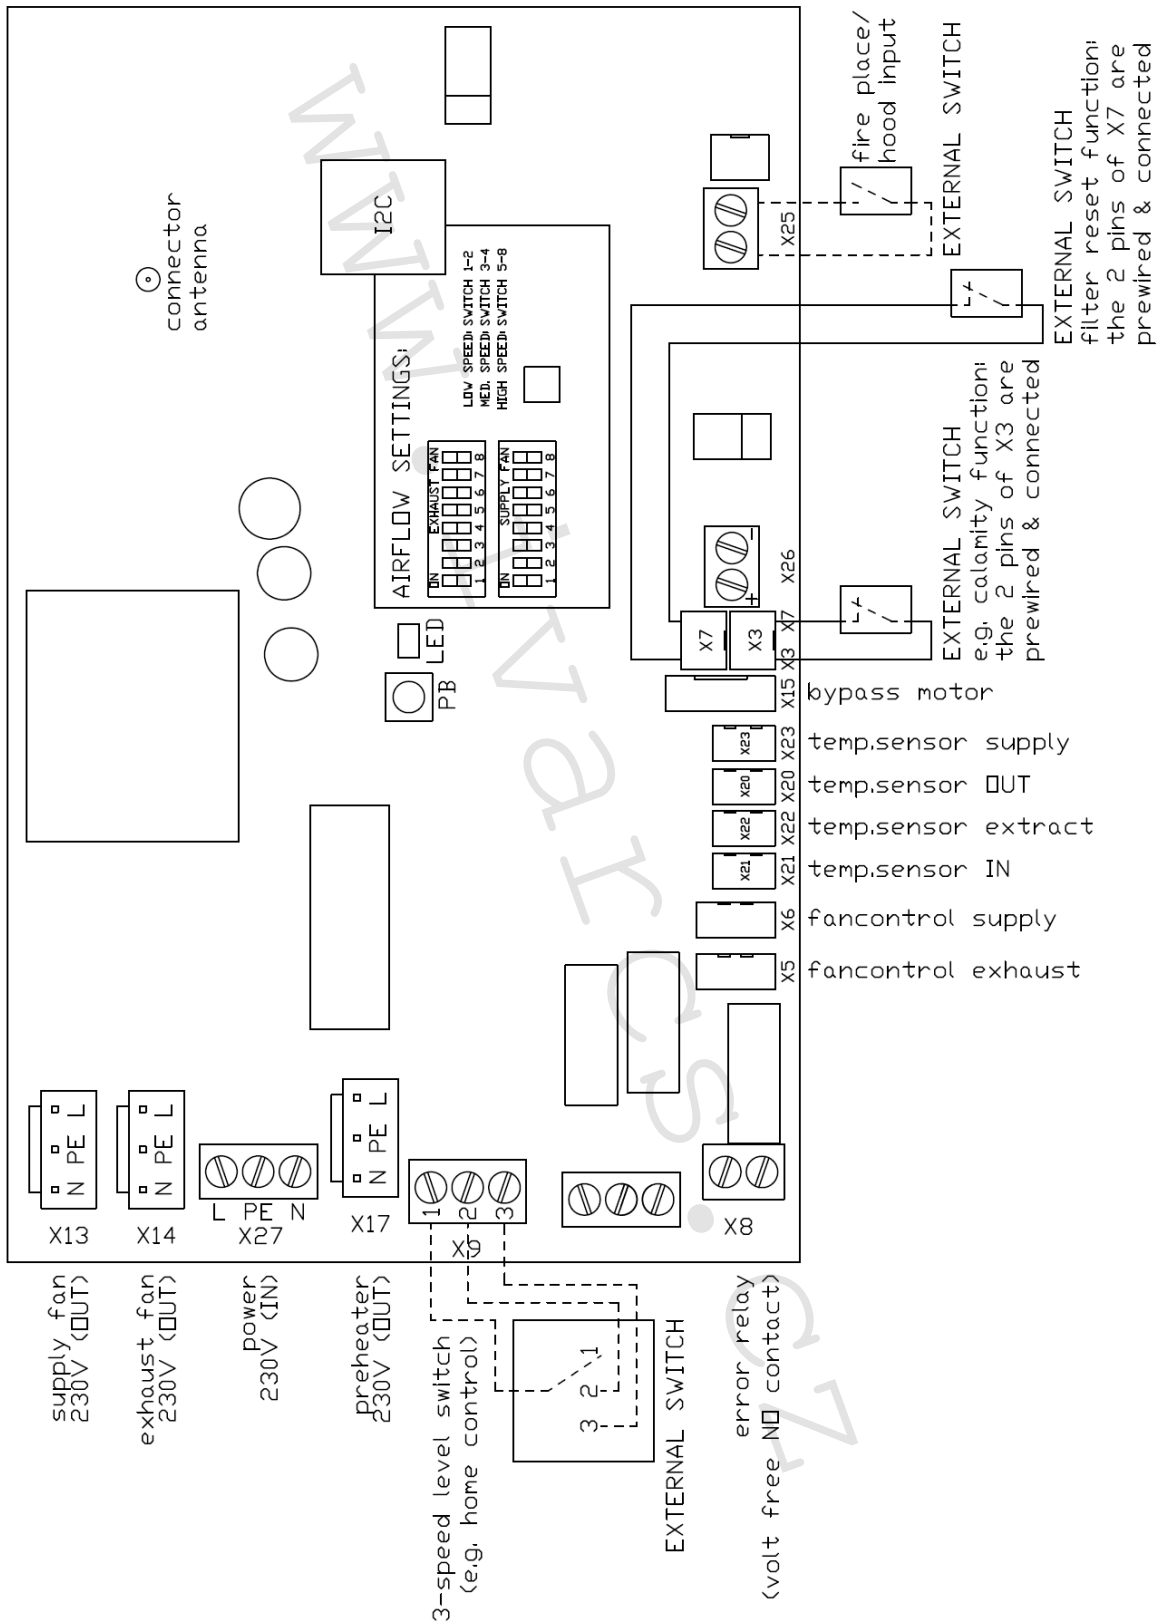 connector
antenna
I2C
AIRFLOW SETTINGS:
LOW SPEED: SWITCH 1-2
MED. SPEED: SWITCH 3-4
HIGH SPEED: SWITCH 5-8
ON EXHAUST FAN
1 2 3 4 5 6 7 8
ON SUPPLY FAN
1 2 3 4 5 6 7 8
LED
PB
fire place/
hood input
EXTERNAL SWITCH
X25
EXTERNAL SWITCH
filter reset function:
the 2 pins of X7 are
prewired & connected
X26
+ -
EXTERNAL SWITCH
e.g. calamity function:
the 2 pins of X3 are
prewired & connected
X7
X7
X3
X3
X15 bypass motor
X23
X23 temp.sensor supply
X20
X20 temp.sensor OUT
X22
X22 temp.sensor extract
X21
X21 temp.sensor IN
X6 fancontrol supply
X5 fancontrol exhaust
N PE L
X13
supply fan
230V (OUT)
N PE L
X14
exhaust fan
230V (OUT)
L PE N
X27
power
230V (IN)
N PE L
X17
preheater
230V (OUT)
1
2
3
X9
3-speed level switch
(e.g. home control)
3 2 1
EXTERNAL SWITCH
X8
error relay
(volt free NO contact)
www.ivarcs.cz